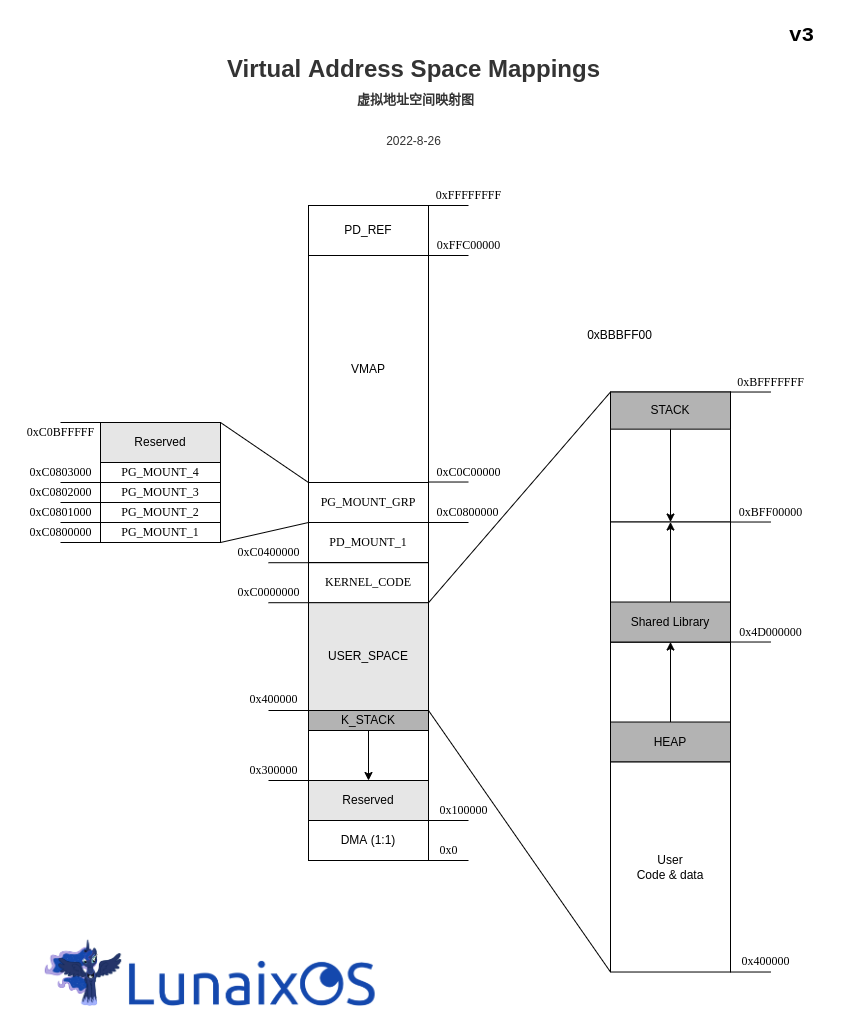 v3
Virtual Address Space Mappings
虚拟地址空间映射图
2022-8-26
0xFFFFFFFF
PD_REF
0xFFC00000
VMAP
0xC0C00000
PG_MOUNT_GRP
0xC0800000
PD_MOUNT_1
0xC0400000
KERNEL_CODE
0xC0000000
USER_SPACE
0x400000
K_STACK
0x300000
Reserved
0x100000
DMA (1:1)
0x0
0xC0BFFFFF
Reserved
0xC0803000
PG_MOUNT_4
0xC0802000
PG_MOUNT_3
0xC0801000
PG_MOUNT_2
0xC0800000
PG_MOUNT_1
0xBBBFF00
0xBFFFFFFF
STACK
0xBFF00000
Shared Library
0x4D000000
HEAP
User
Code & data
0x400000
LunaixOS